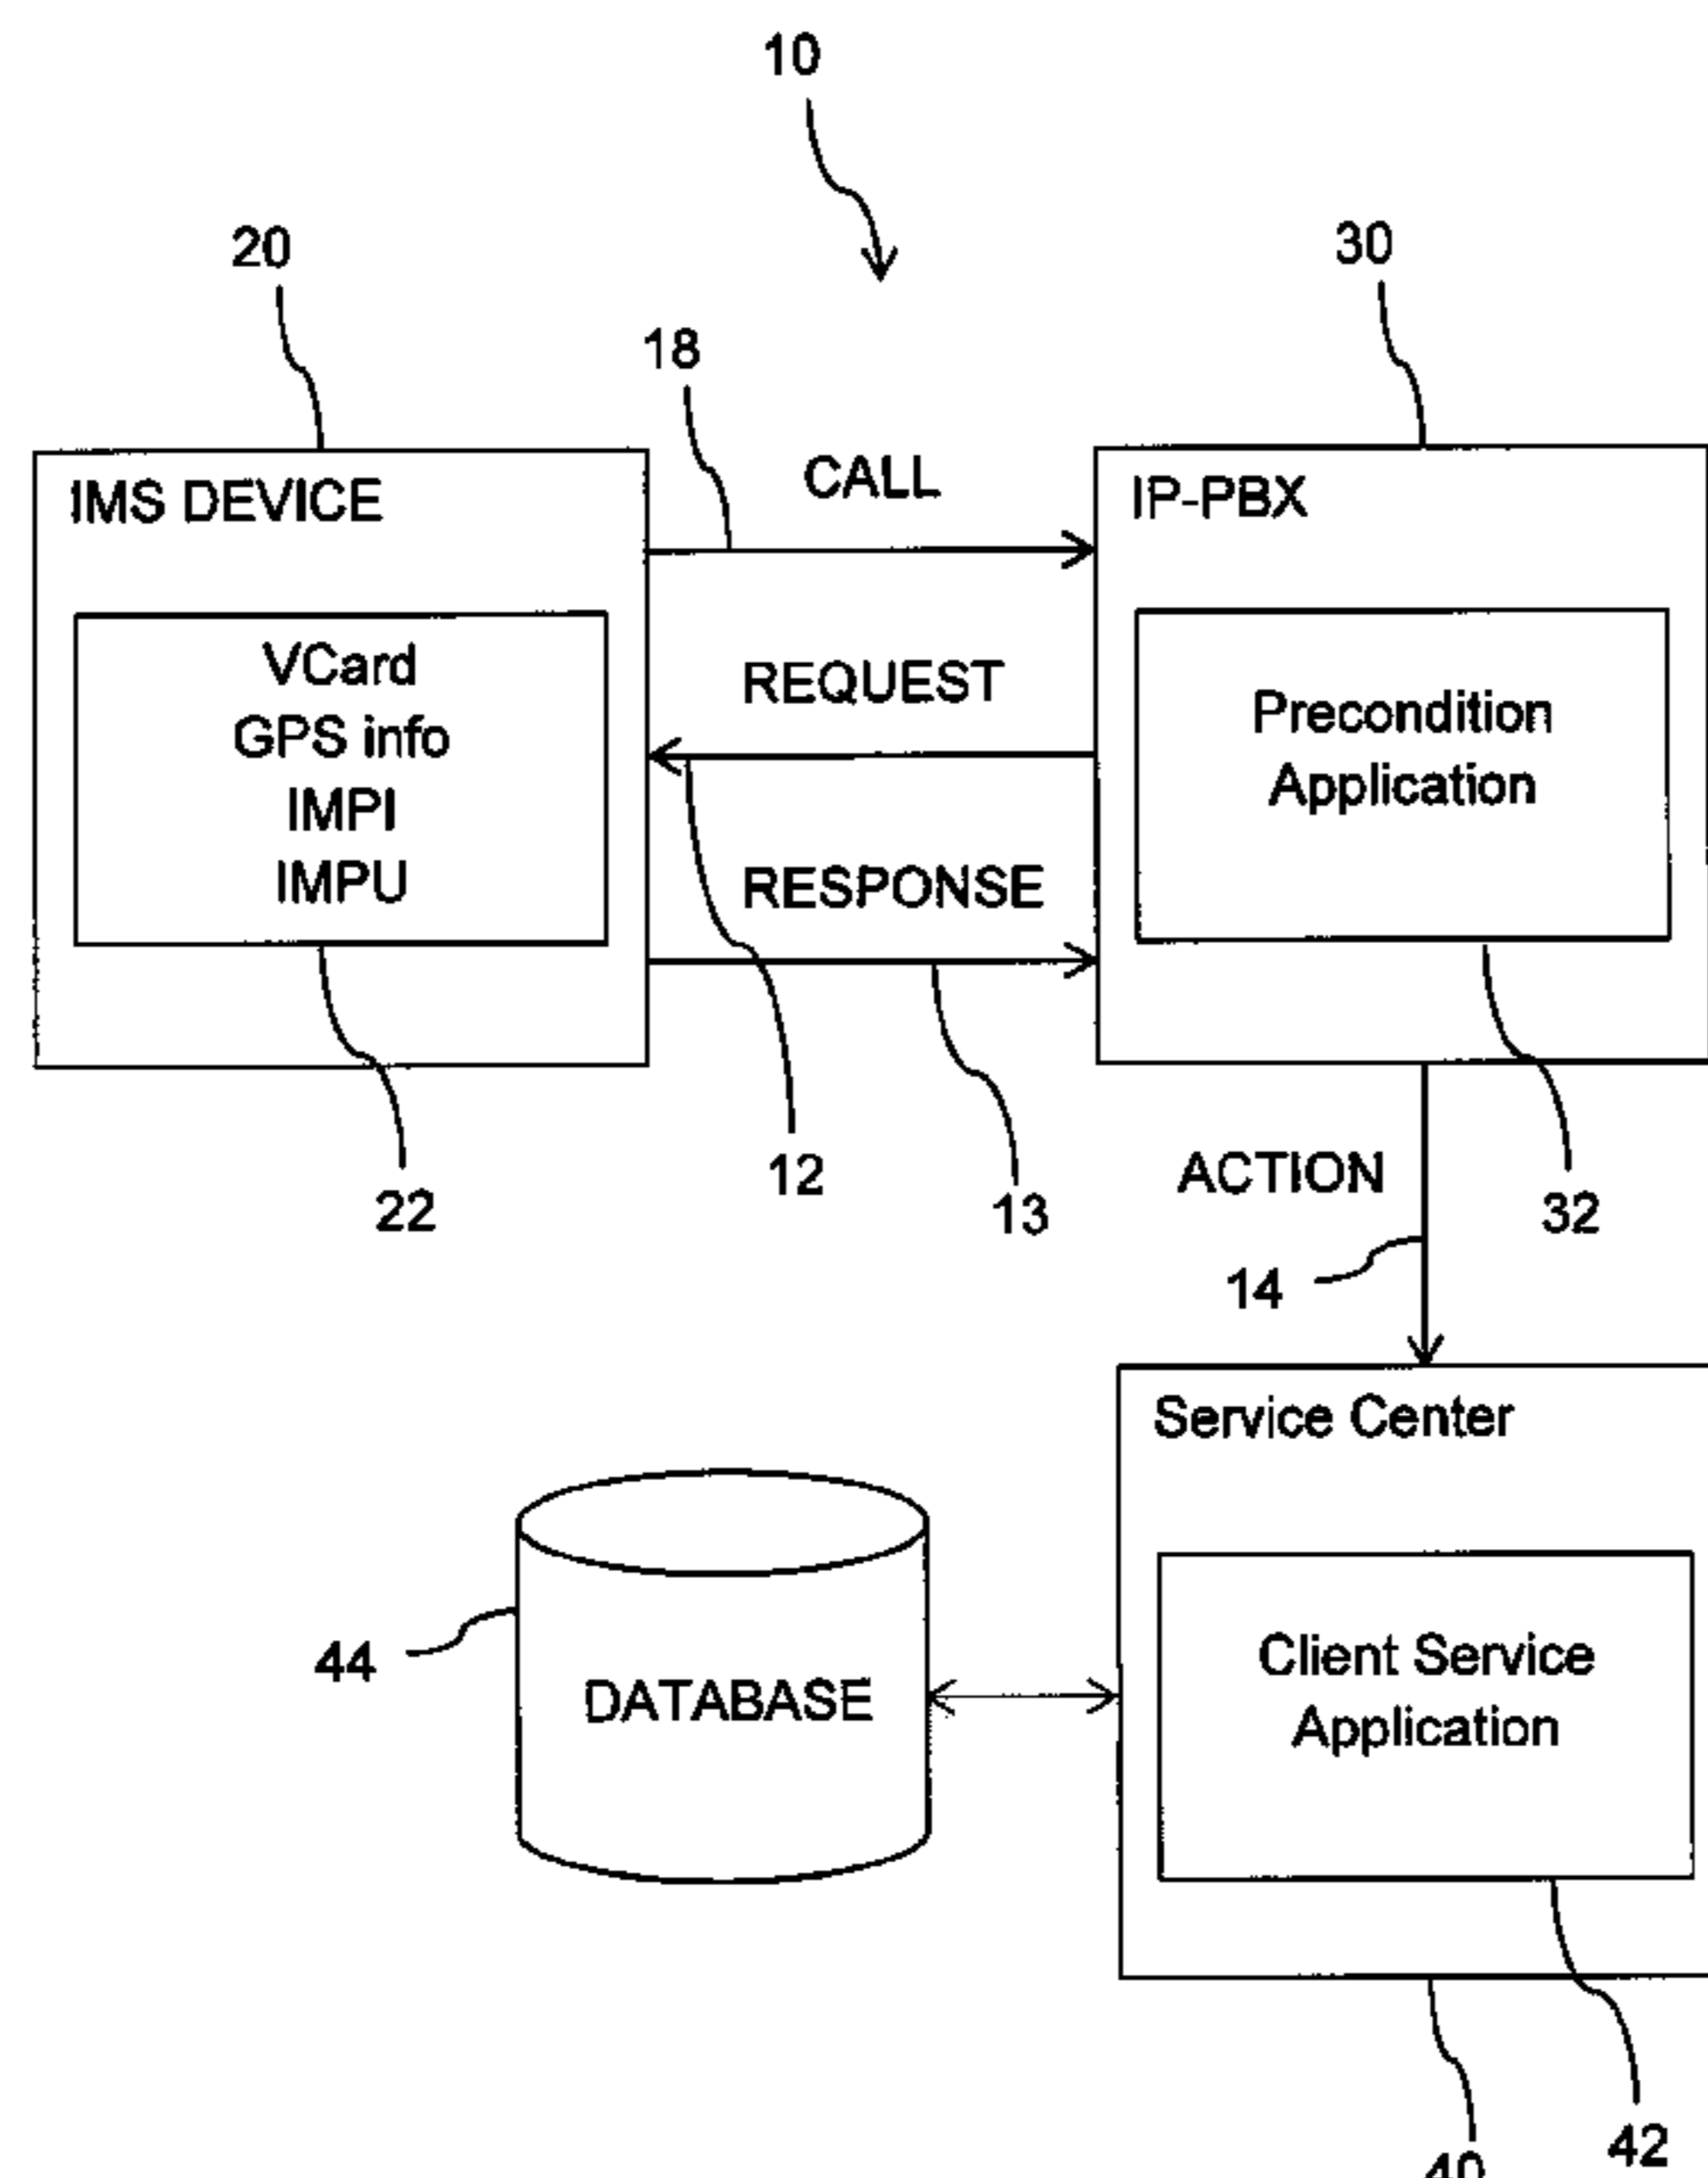 10
20
30
18
CALL
IMS DEVICE
IP-PBX
REQUEST
VCard
GPS info
IMPI
IMPU
Precondition
Application
RESPONSE
12
13
22
ACTION
32
14
Service Center
44
DATABASE
Client Service
Application
42
40